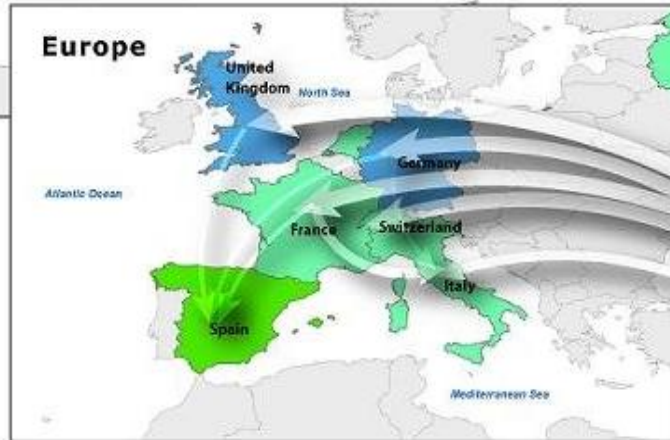 Europe
United
Kingdom
North Sea
Germany
Atlantic Ocean
France
Switzerland
Italy
Spain
Mediterranean Sea